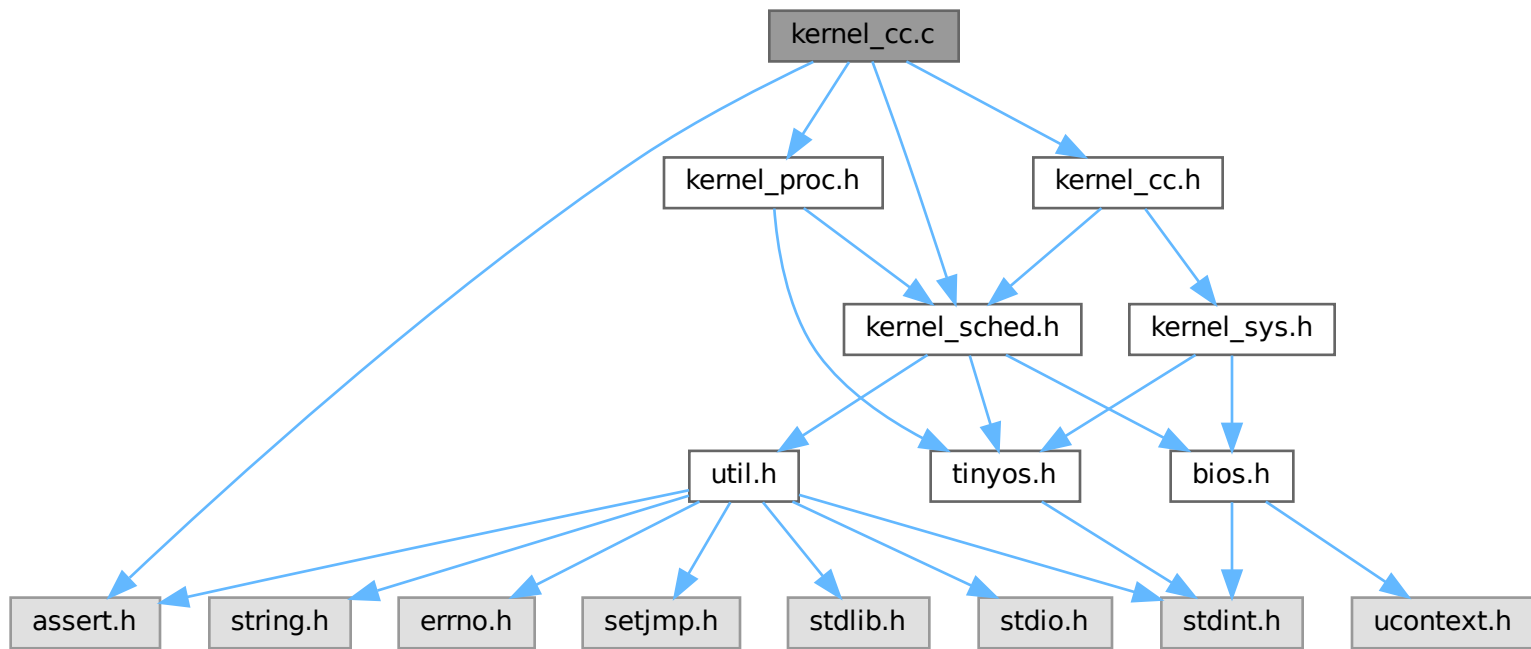 kernel_cc.c
kernel_proc.h
kernel_cc.h
kernel_sched.h
kernel_sys.h
util.h
tinyos.h
bios.h
assert.h
string.h
errno.h
setjmp.h
stdlib.h
stdio.h
stdint.h
ucontext.h